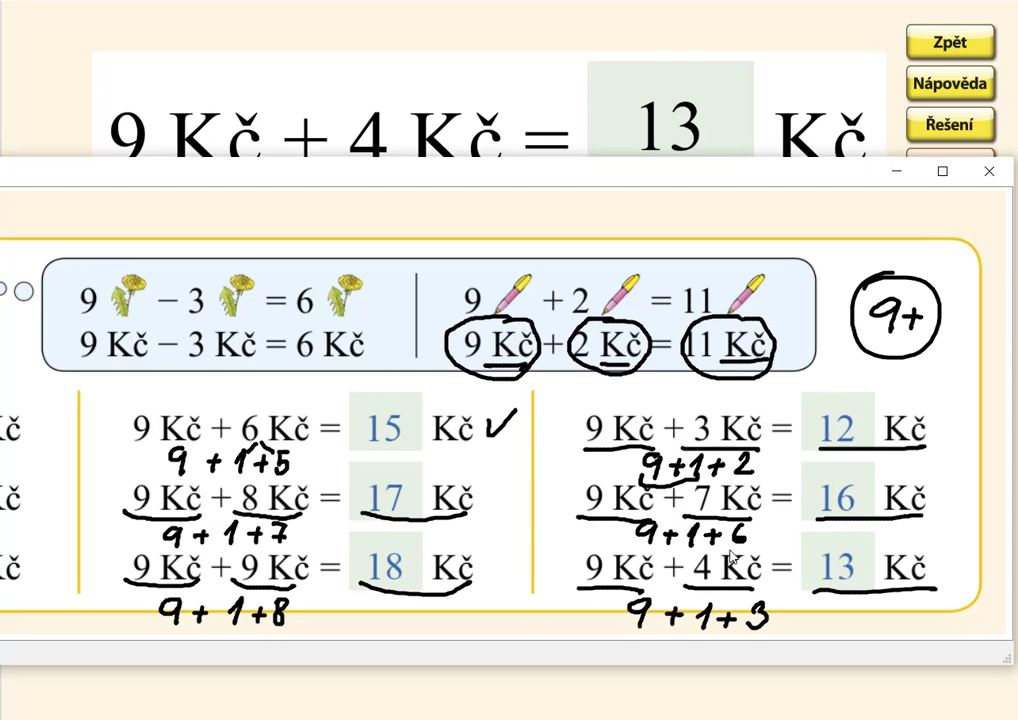 Zpět
Nápověda
Řešení
9 Kč + 4 Kč = 13 Kč
9 − 3 = 6
9 Kč − 3 Kč = 6 Kč
9 + 2 = 11
9 Kč + 2 Kč = 11 Kč
9+
Kč
9 Kč + 6 Kč = 15 Kč ✓
9 + 1+5
9 Kč + 3 Kč = 12 Kč
9+1+2
Kč
9 Kč + 8 Kč = 17 Kč
9 + 1+7
9 Kč + 7 Kč = 16 Kč
9+1+6
Kč
9 Kč + 9 Kč = 18 Kč
9+ 1+8
9 Kč + 4 Kč = 13 Kč
9 + 1+3